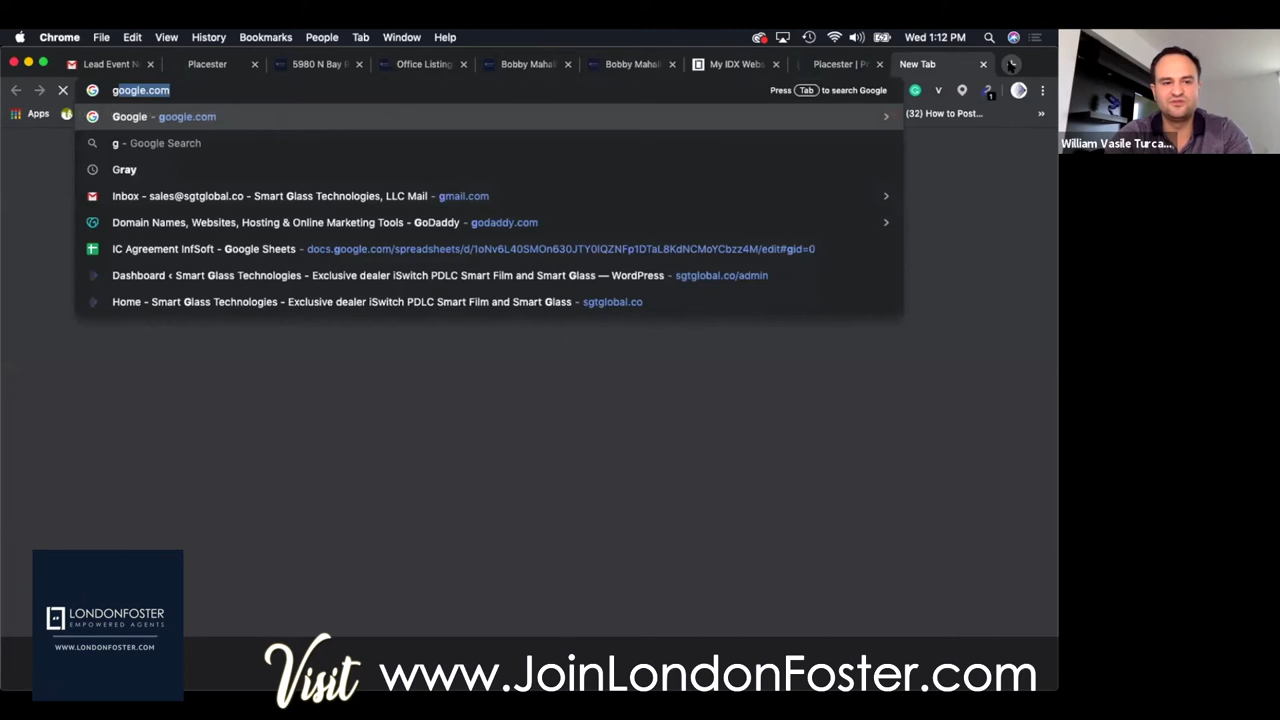 Chrome File Edit View History Bookmarks People Tab Window Help
Wed 1:12 PM
Lead Event N
Placester
5980 N Bay R
Office Listing
Bobby Mahal
Bobby Mahal
My IDX Webs
Placester | P
New Tab
google.com
Press Tab to search Google
Apps
(32) How to Post...
Google - google.com
g - Google Search
Gray
Inbox - sales@sgtglobal.co - Smart Glass Technologies, LLC Mail - gmail.com
Domain Names, Websites, Hosting & Online Marketing Tools - GoDaddy - godaddy.com
IC Agreement InfSoft - Google Sheets - docs.google.com/spreadsheets/d/1oNv6L40SMOn630JTY0IQZNFp1DTaL8KdNCMoYCbzz4M/edit#gid=0
Dashboard ‹ Smart Glass Technologies - Exclusive dealer iSwitch PDLC Smart Film and Smart Glass — WordPress - sgtglobal.co/admin
Home - Smart Glass Technologies - Exclusive dealer iSwitch PDLC Smart Film and Smart Glass - sgtglobal.co
William Vasile Turca...
LONDONFOSTER
EMPOWERED AGENTS
WWW.LONDONFOSTER.COM
Visit www.JoinLondonFoster.com